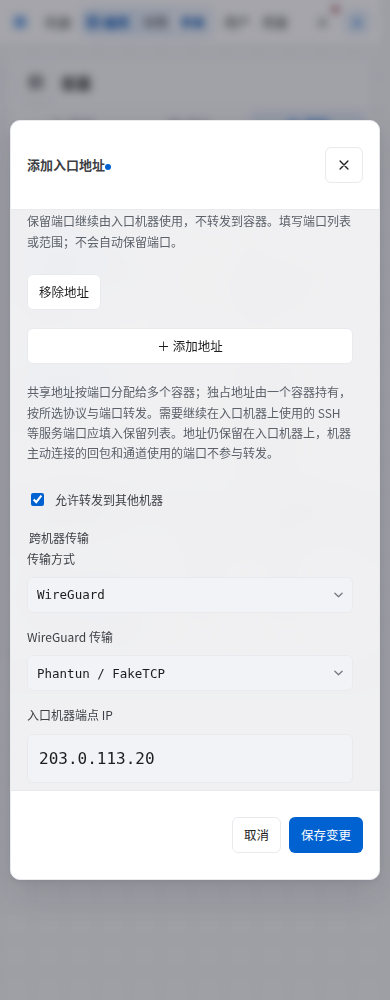 添加入口地址
保留端口继续由入口机器使用，不转发到容器。填写端口列表
或范围；不会自动保留端口。
移除地址
+ 添加地址
共享地址按端口分配给多个容器；独占地址由一个容器持有，
按所选协议与端口转发。需要继续在入口机器上使用的 SSH
等服务端口应填入保留列表。地址仍保留在入口机器上，机器
主动连接的回包和通道使用的端口不参与转发。
允许转发到其他机器
跨机器传输
传输方式
WireGuard
WireGuard 传输
Phantun / FakeTCP
入口机器端点 IP
203.0.113.20
取消
保存变更